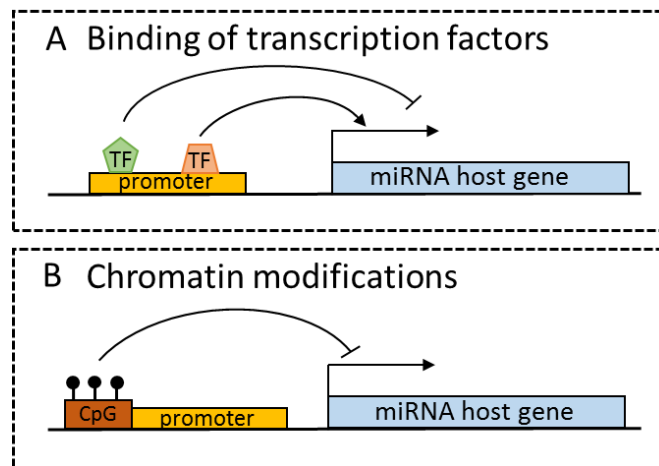 A Binding of transcription factors
TF TF
promoter
miRNA host gene
B Chromatin modifications
CpG promoter
miRNA host gene